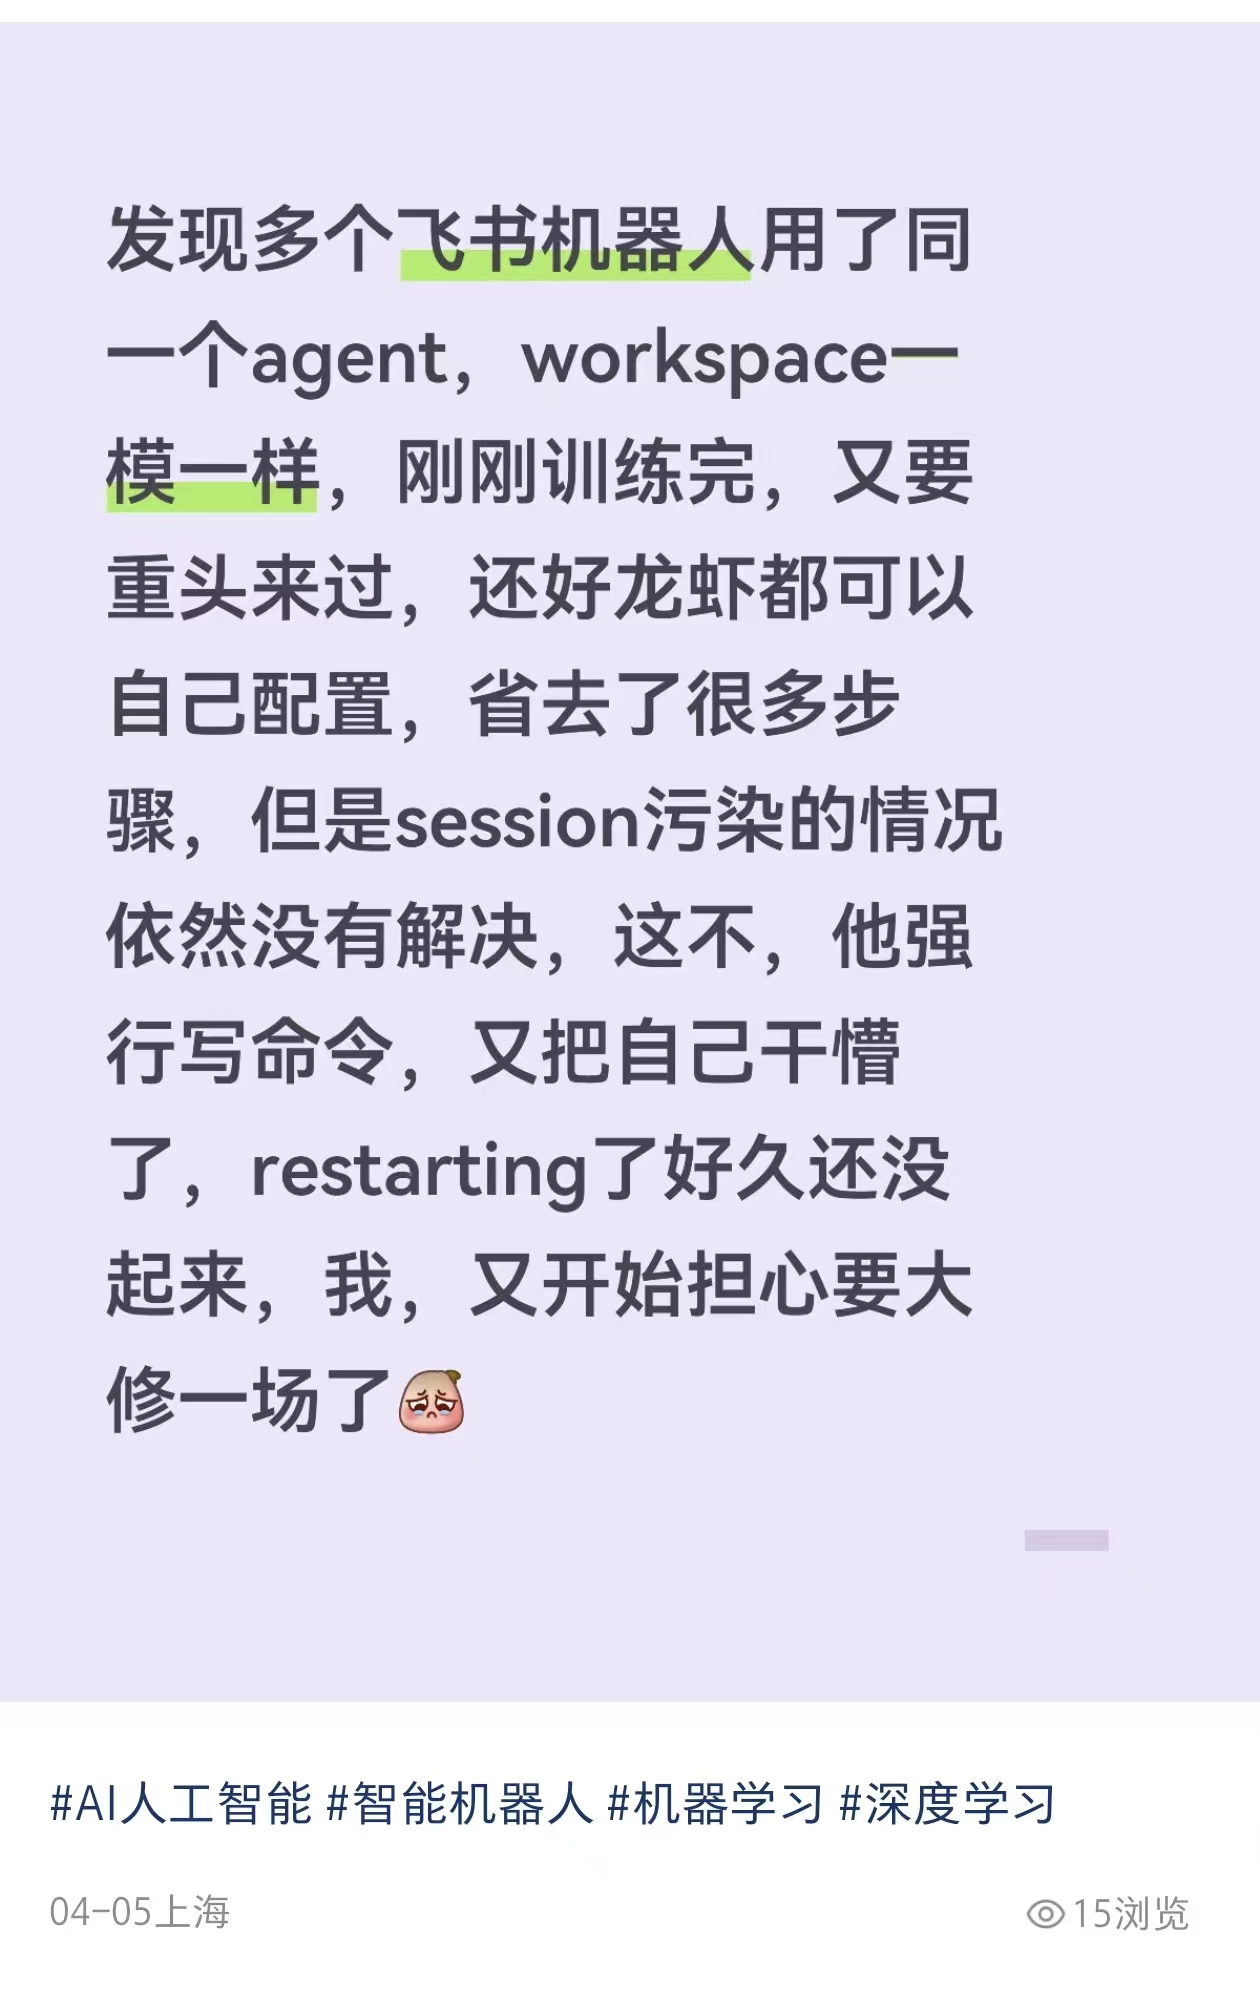 发现多个飞书机器人用了同
一个agent，workspace一
模一样，刚刚训练完，又要
重头来过，还好龙虾都可以
自己配置，省去了很多步
骤，但是session污染的情况
依然没有解决，这不，他强
行写命令，又把自己干懵
了，restarting了好久还没
起来，我，又开始担心要大
修一场了
#AI人工智能 #智能机器人 #机器学习 #深度学习
04-05上海
15浏览